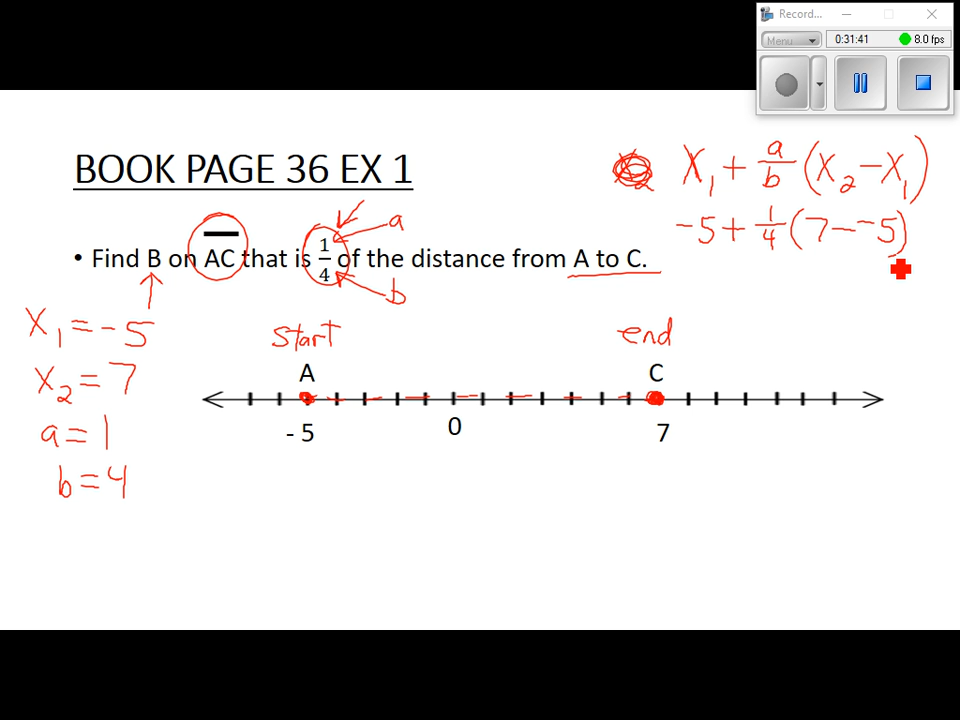 Record...
Menu
0:31:41
8.0 fps
BOOK PAGE 36 EX 1
x₁ + a/b (x₂ - x₁)
-5 + 1/4 (7 - -5)
a
• Find B on AC that is 1/4 of the distance from A to C.
b
x₁ = -5
x₂ = 7
a = 1
b = 4
start
end
A
C
- 5
0
7